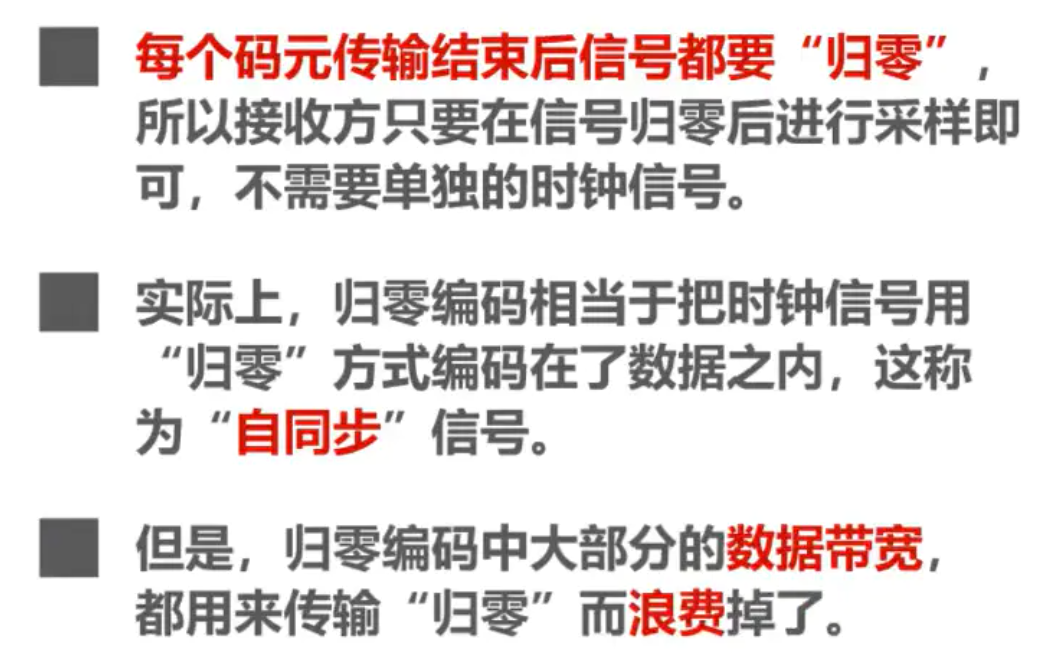 每个码元传输结束后信号都要“归零”，
所以接收方只要在信号归零后进行采样即
可，不需要单独的时钟信号。
实际上，归零编码相当于把时钟信号用
“归零”方式编码在了数据之内，这称
为“自同步”信号。
但是，归零编码中大部分的数据带宽，
都用来传输“归零”而浪费掉了。